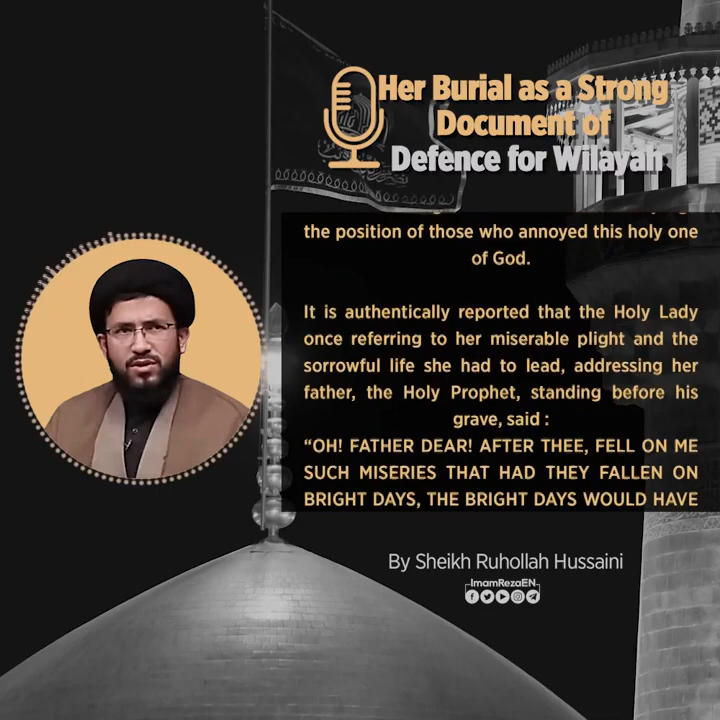 Her Burial as a Strong
Document of
Defence for Wilayah
the position of those who annoyed this holy one
of God.
It is authentically reported that the Holy Lady
once referring to her miserable plight and the
sorrowful life she had to lead, addressing her
father, the Holy Prophet, standing before his
grave, said :
“OH! FATHER DEAR! AFTER THEE, FELL ON ME
SUCH MISERIES THAT HAD THEY FALLEN ON
BRIGHT DAYS, THE BRIGHT DAYS WOULD HAVE
By Sheikh Ruhollah Hussaini
ImamRezaEN